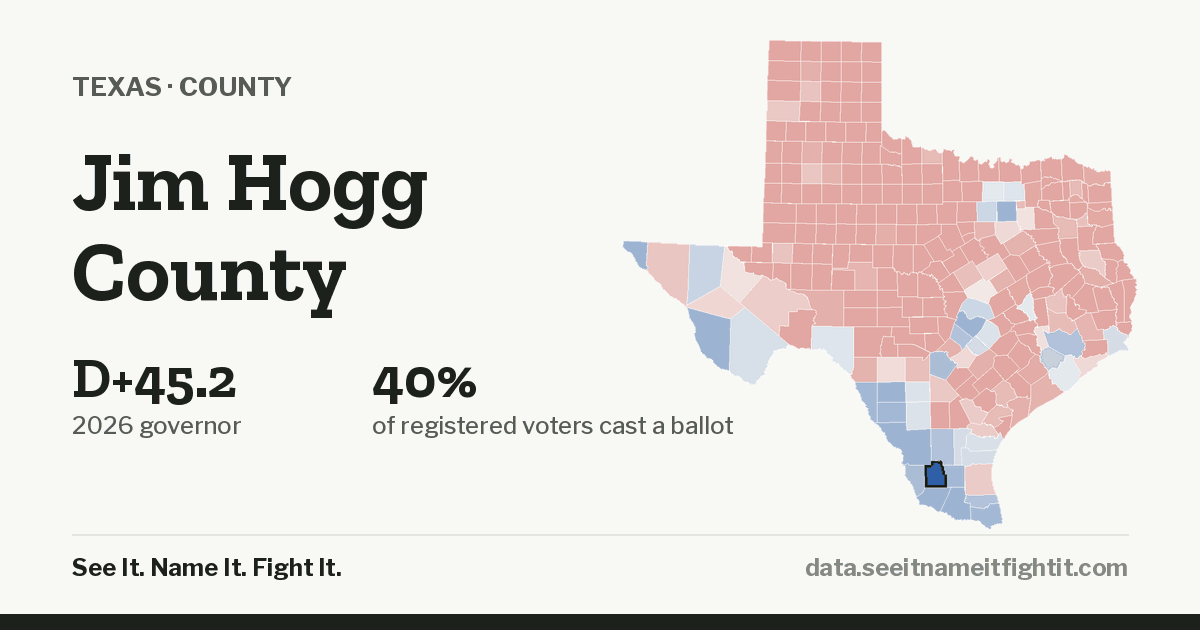 TEXAS · COUNTY
Jim Hogg
County
D+45.2
2026 governor
40%
of registered voters cast a ballot
See It. Name It. Fight It.
data.seeitnameitfightit.com